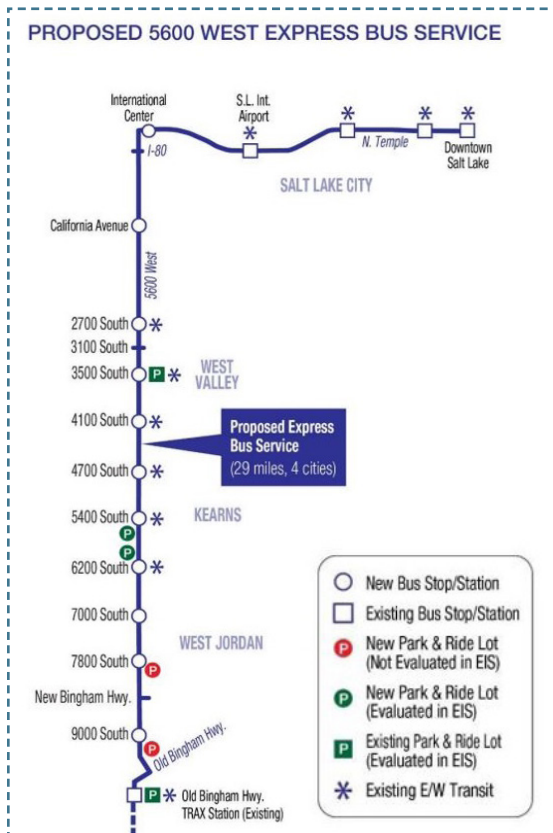 PROPOSED 5600 WEST EXPRESS BUS SERVICE
International
Center
S.L. Int.
Airport
I-80
N. Temple
Downtown
Salt Lake
SALT LAKE CITY
California Avenue
5600 West
2700 South
3100 South
3500 South
P
WEST
VALLEY
4100 South
Proposed Express
Bus Service
(29 miles, 4 cities)
4700 South
5400 South
KEARNS
P
P
6200 South
7000 South
WEST JORDAN
7800 South
P
New Bingham Hwy.
9000 South
P
Old Bingham Hwy.
P
Old Bingham Hwy.
TRAX Station (Existing)
New Bus Stop/Station
Existing Bus Stop/Station
P
New Park & Ride Lot
(Not Evaluated in EIS)
P
New Park & Ride Lot
(Evaluated in EIS)
P
Existing Park & Ride Lot
(Evaluated in EIS)
Existing E/W Transit